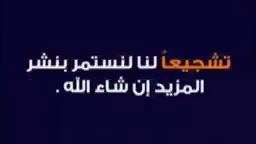 تشجيعاً لنا لنستمر بنشر
المزيد إن شاء الله .